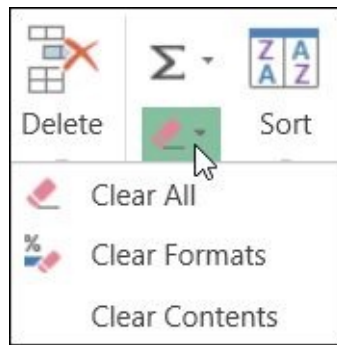 Σ
Z A
A Z
Delete
Sort
Clear All
%
Clear Formats
Clear Contents